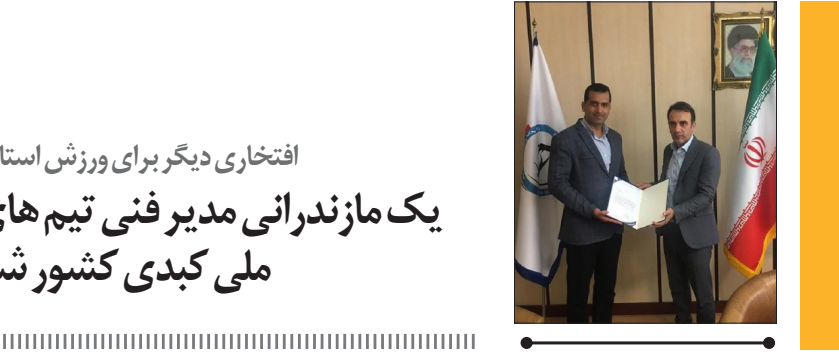 افتخاری دیگر برای ورزش
یک مازندرانی مدیر فنی تیم
ملی کبدی کشور